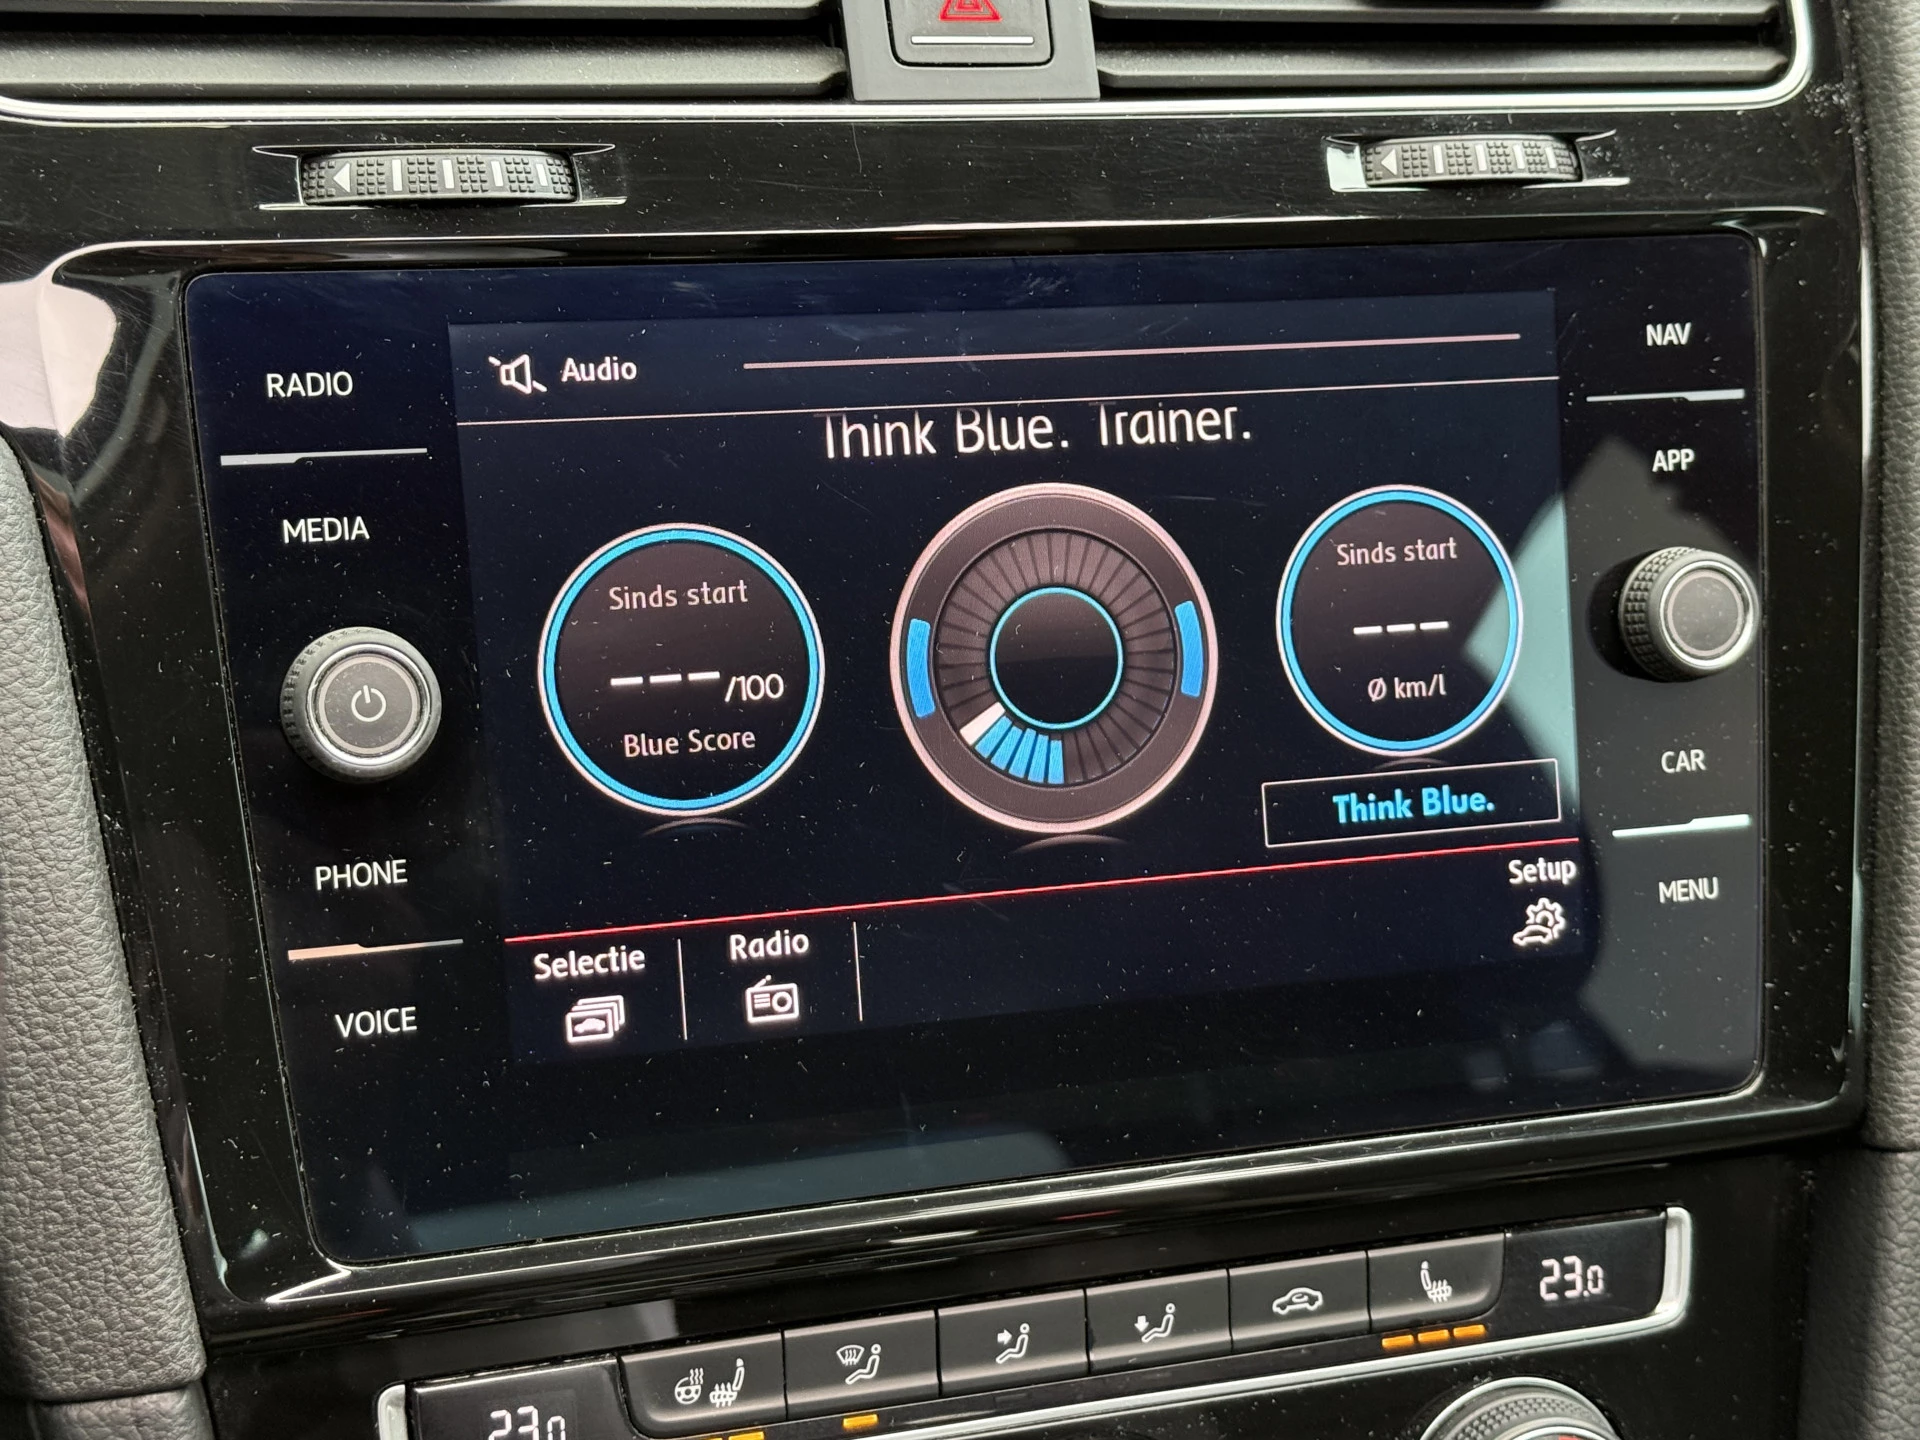 RADIO
MEDIA
PHONE
VOICE
Audio
Think Blue. Trainer.
Sinds start
--- /100
Blue Score
Sinds start
---
Ø km/l
Think Blue.
Setup
Selectie
Radio
NAV
APP
CAR
MENU
23.0
23.0